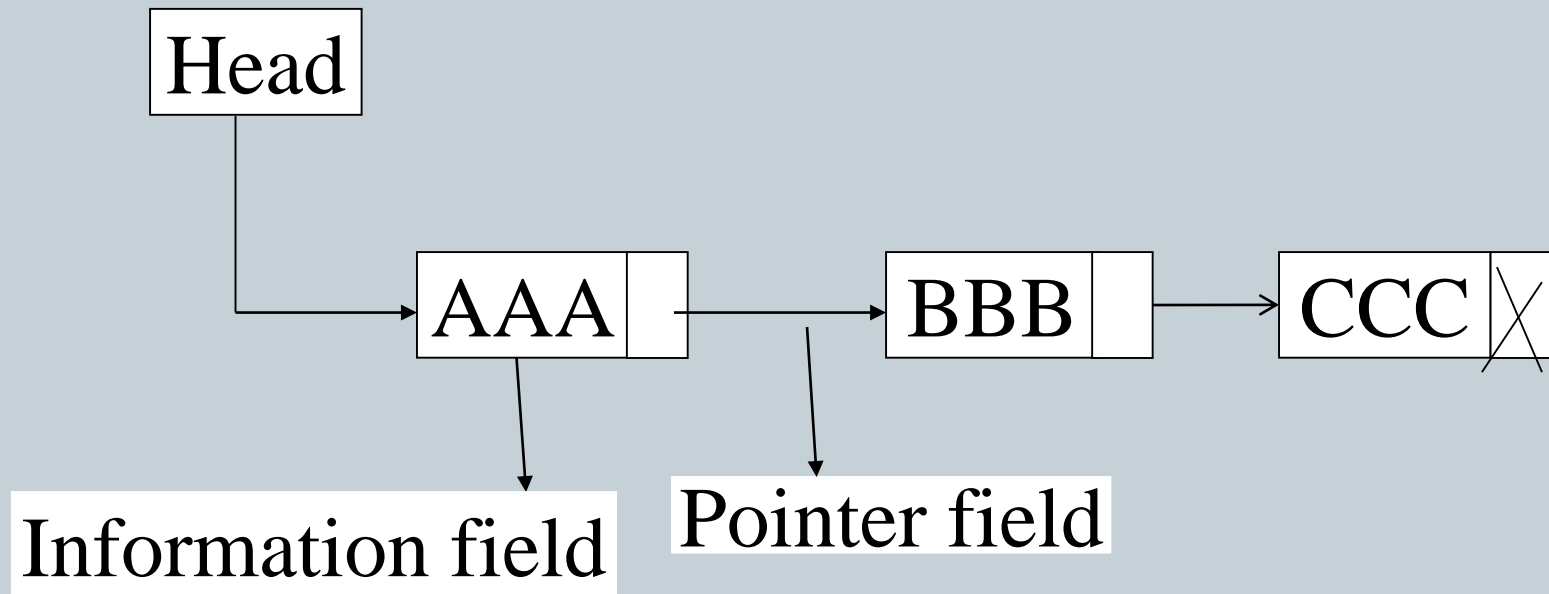 Head
AAA
BBB
CCC
Information field
Pointer field